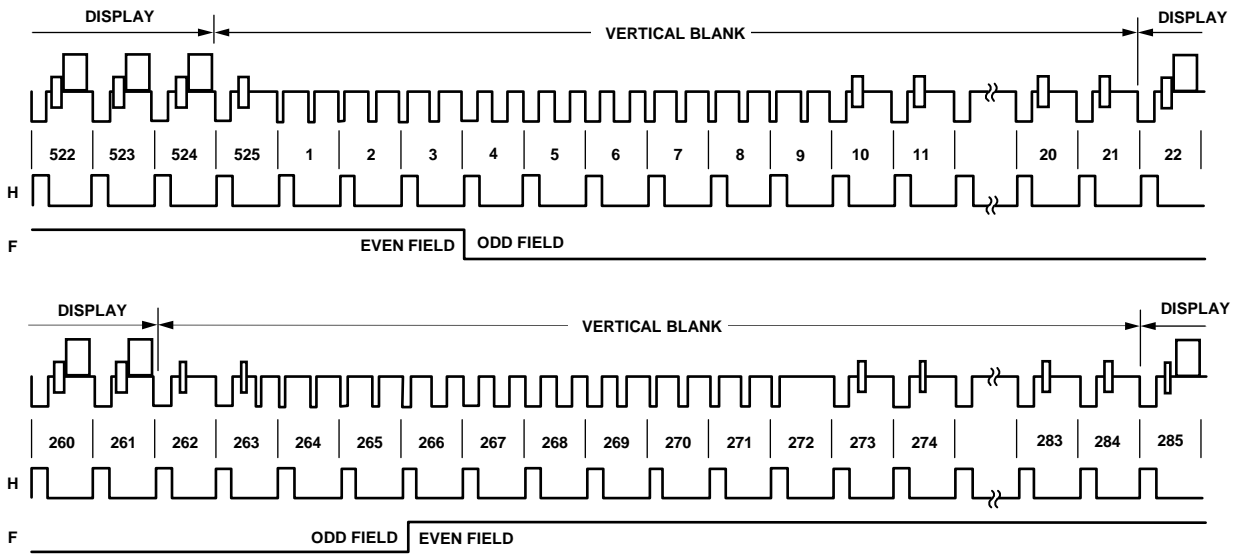 DISPLAY VERTICAL BLANK DISPLAY
522 523 524 525 1 2 3 4 5 6 7 8 9 10 11 20 21 22
H
F EVEN FIELD ODD FIELD
DISPLAY VERTICAL BLANK DISPLAY
260 261 262 263 264 265 266 267 268 269 270 271 272 273 274 283 284 285
H
F ODD FIELD EVEN FIELD